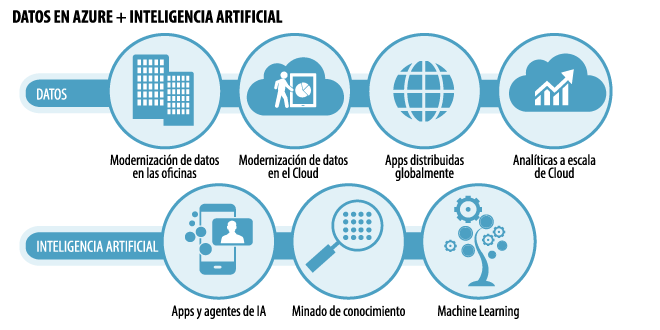 DATOS EN AZURE + INTELIGENCIA ARTIFICIAL
DATOS
Modernización de datos
en las oficinas
Modernización de datos
en el Cloud
Apps distribuidas
globalmente
Analíticas a escala
de Cloud
INTELIGENCIA ARTIFICIAL
Apps y agentes de IA
Minado de conocimiento
Machine Learning